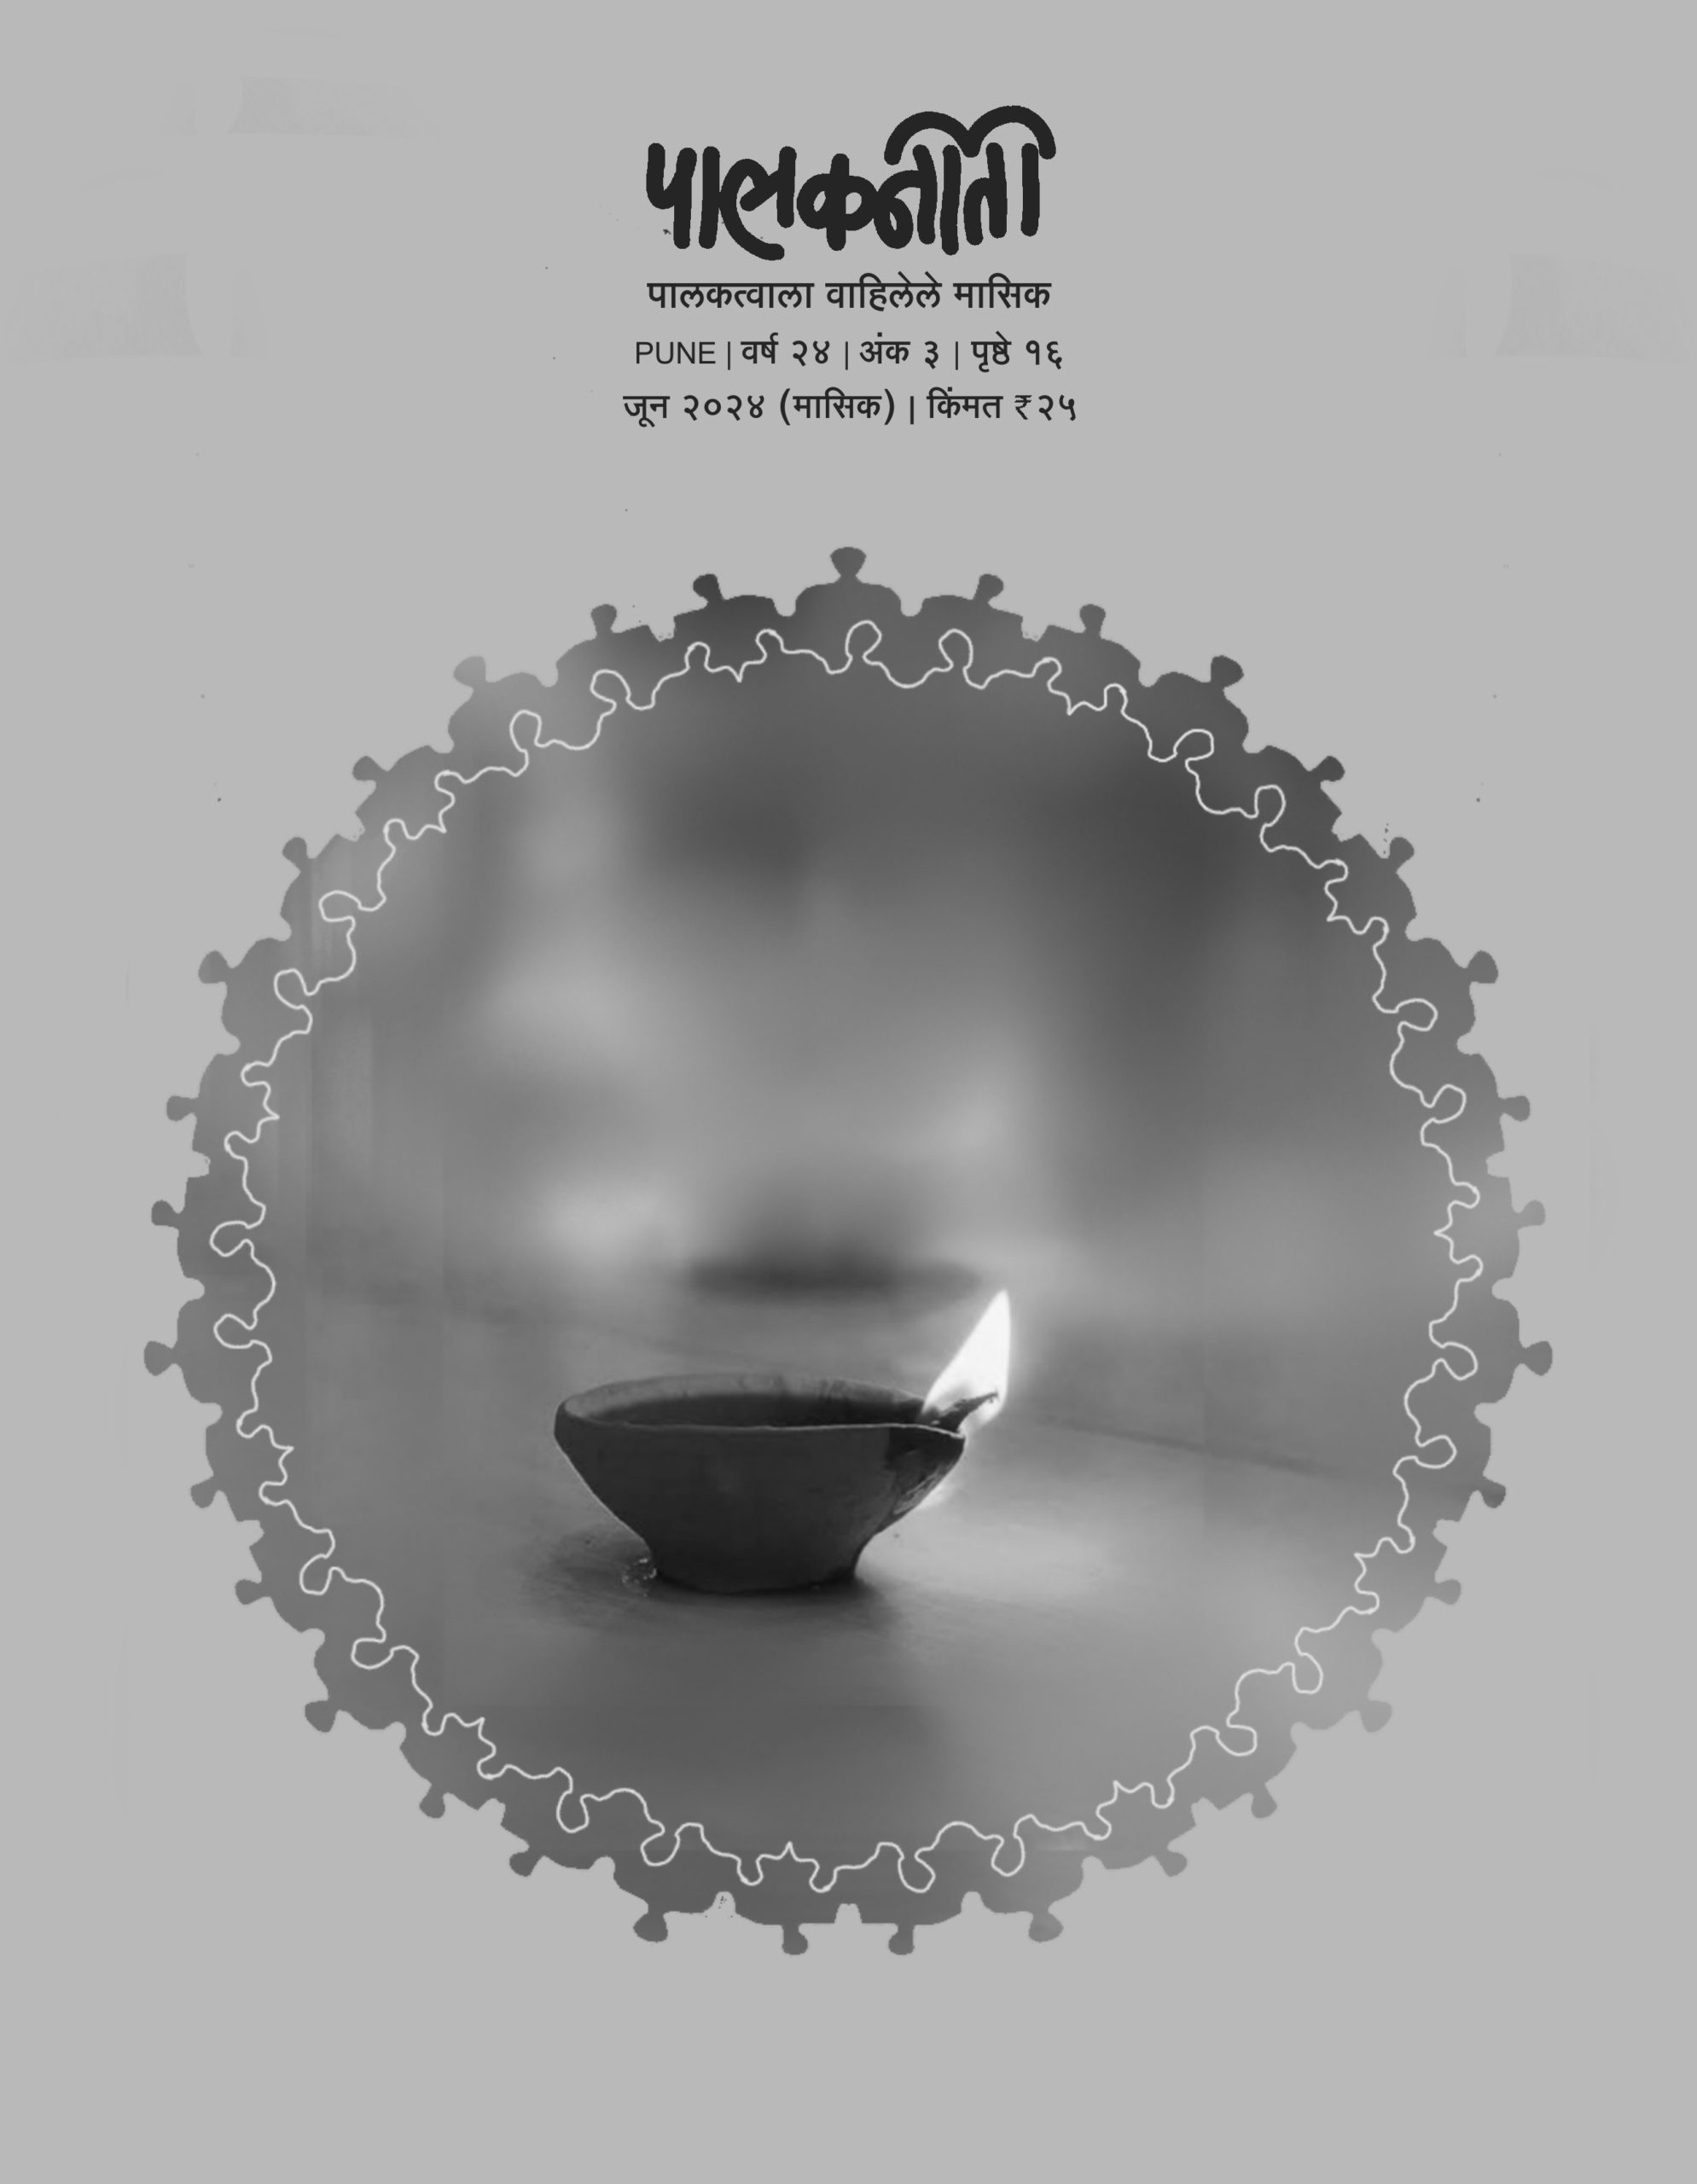 पालकनीती
पालकत्वाला वाहिलेले मासिक
PUNE | वर्ष २४ | अंक ३ | पृष्ठे १६
जून २०२४ (मासिक) | किंमत ₹२५